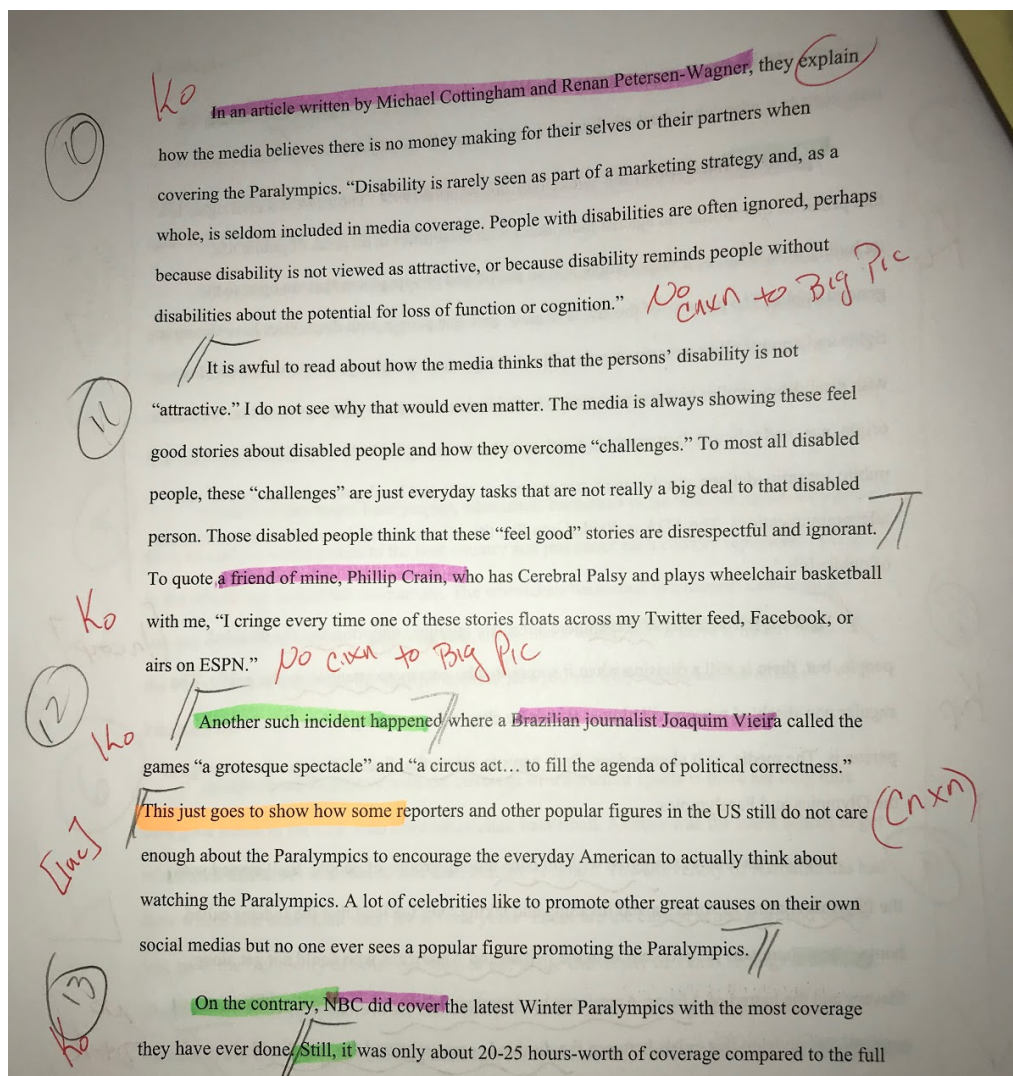 Ko In an article written by Michael Cottingham and Renan Petersen-Wagner, they explain
10
how the media believes there is no money making for their selves or their partners when
covering the Paralympics. “Disability is rarely seen as part of a marketing strategy and, as a
whole, is seldom included in media coverage. People with disabilities are often ignored, perhaps
because disability is not viewed as attractive, or because disability reminds people without
disabilities about the potential for loss of function or cognition.” No cnxn to Big Pic
It is awful to read about how the media thinks that the persons’ disability is not
11
“attractive.” I do not see why that would even matter. The media is always showing these feel
good stories about disabled people and how they overcome “challenges.” To most all disabled
people, these “challenges” are just everyday tasks that are not really a big deal to that disabled
person. Those disabled people think that these “feel good” stories are disrespectful and ignorant.
To quote a friend of mine, Phillip Crain, who has Cerebral Palsy and plays wheelchair basketball
Ko with me, “I cringe every time one of these stories floats across my Twitter feed, Facebook, or
airs on ESPN.” No cnxn to Big Pic
12
Another such incident happened where a Brazilian journalist Joaquim Vieira called the
Ko
games “a grotesque spectacle” and “a circus act… to fill the agenda of political correctness.”
This just goes to show how some reporters and other popular figures in the US still do not care (Cnxn)
enough about the Paralympics to encourage the everyday American to actually think about
watching the Paralympics. A lot of celebrities like to promote other great causes on their own
social medias but no one ever sees a popular figure promoting the Paralympics.
13
On the contrary, NBC did cover the latest Winter Paralympics with the most coverage
Ko
they have ever done. Still, it was only about 20-25 hours-worth of coverage compared to the full